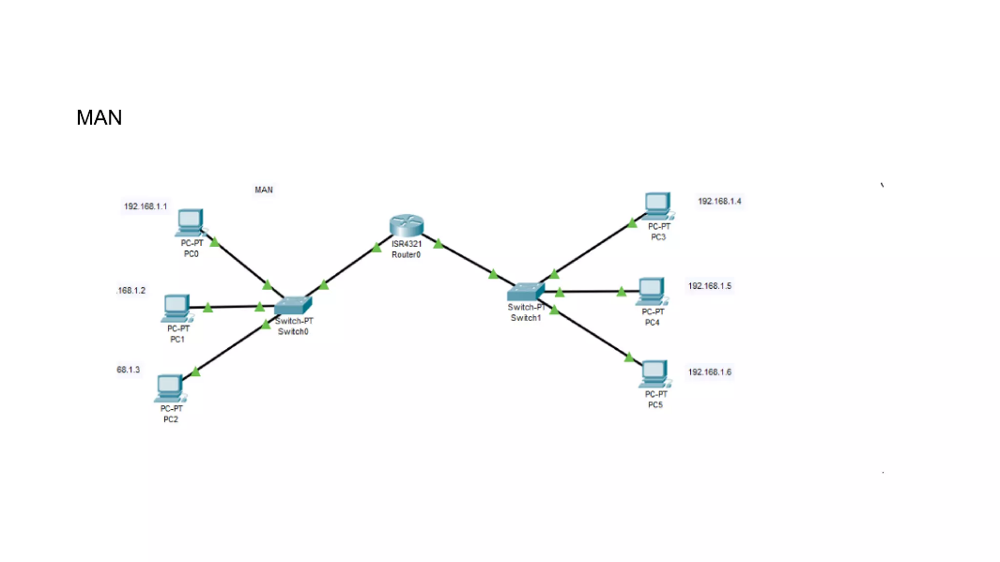 MAN
MAN
192.168.1.1
PC-PT
PC0
.168.1.2
PC-PT
PC1
68.1.3
PC-PT
PC2
Switch-PT
Switch0
ISR4321
Router0
Switch-PT
Switch1
192.168.1.4
PC-PT
PC3
192.168.1.5
PC-PT
PC4
192.168.1.6
PC-PT
PC5